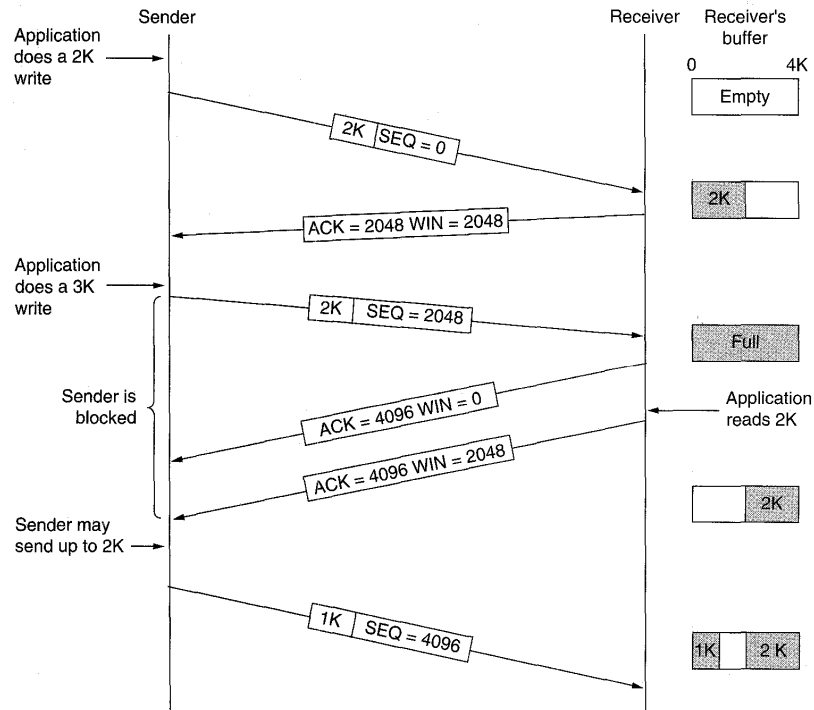 Sender
Receiver
Receiver's
buffer
Application
does a 2K
write
0 4K
Empty
2K SEQ = 0
2K
ACK = 2048 WIN = 2048
Application
does a 3K
write
2K SEQ = 2048
Full
Sender is
blocked
ACK = 4096 WIN = 0
Application
reads 2K
ACK = 4096 WIN = 2048
2K
Sender may
send up to 2K
1K SEQ = 4096
1K 2 K